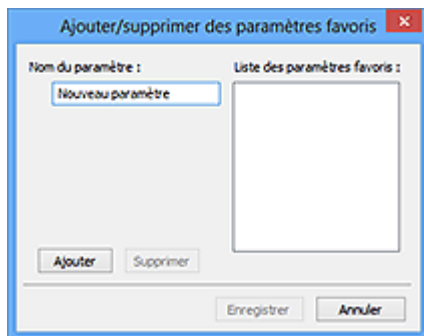 Ajouter/supprimer des paramètres favoris
Nom du paramètre :
Liste des paramètres favoris :
Nouveau paramètre
Ajouter
Supprimer
Enregistrer
Annuler